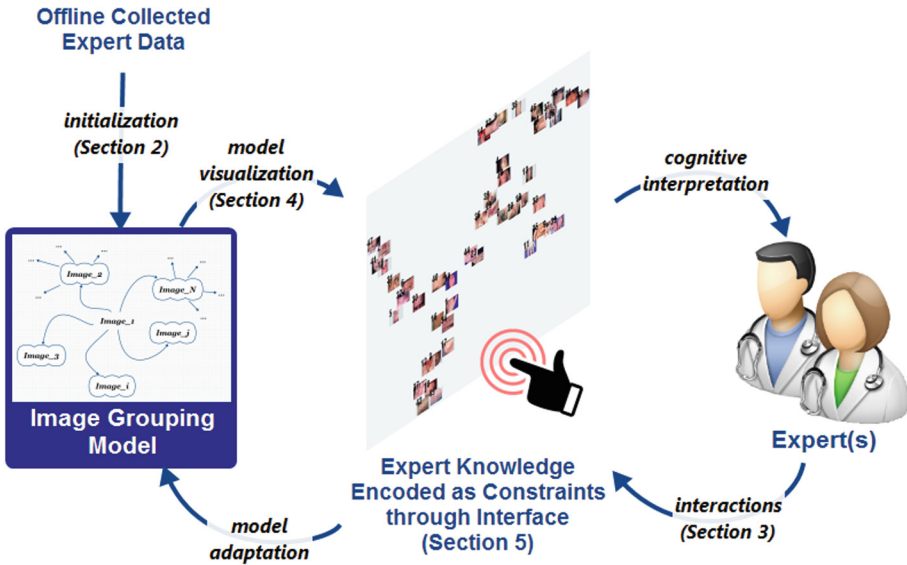 Offline Collected
Expert Data
initialization
(Section 2)
model
visualization
(Section 4)
cognitive
interpretation
...
...
...
...
Image_2
...
...
...
Image_N
...
...
...
Image_1
Image_j
Image_3
Image_i
Image Grouping
Model
Expert(s)
Expert Knowledge
Encoded as Constraints
through Interface
(Section 5)
interactions
(Section 3)
model
adaptation